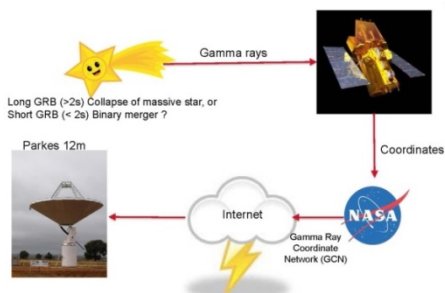 Gamma rays
Long GRB (>2s) Collapse of massive star, or
Short GRB (< 2s) Binary merger ?
Parkes 12m
Coordinates
Internet
NASA
Gamma Ray
Coordinate
Network (GCN)